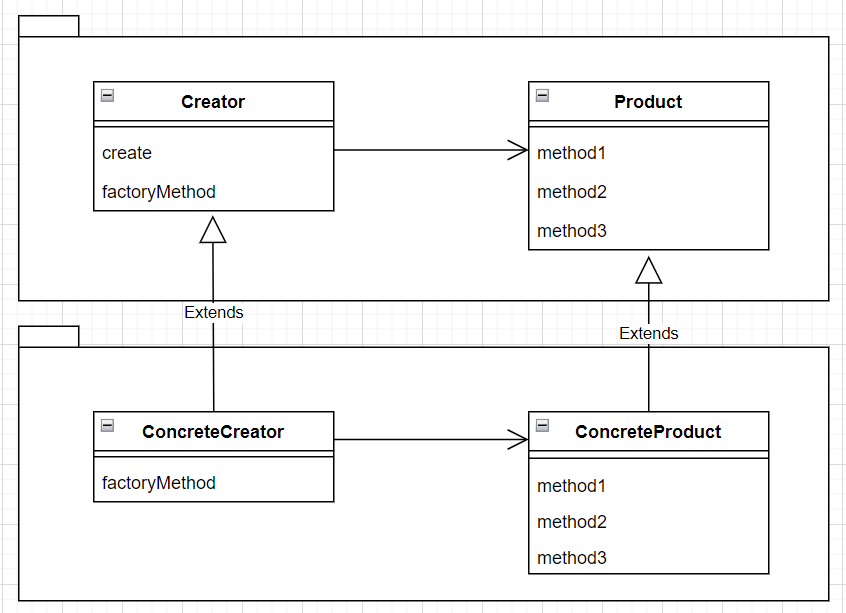 Creator
create
factoryMethod
Product
method1
method2
method3
Extends
Extends
ConcreteCreator
factoryMethod
ConcreteProduct
method1
method2
method3